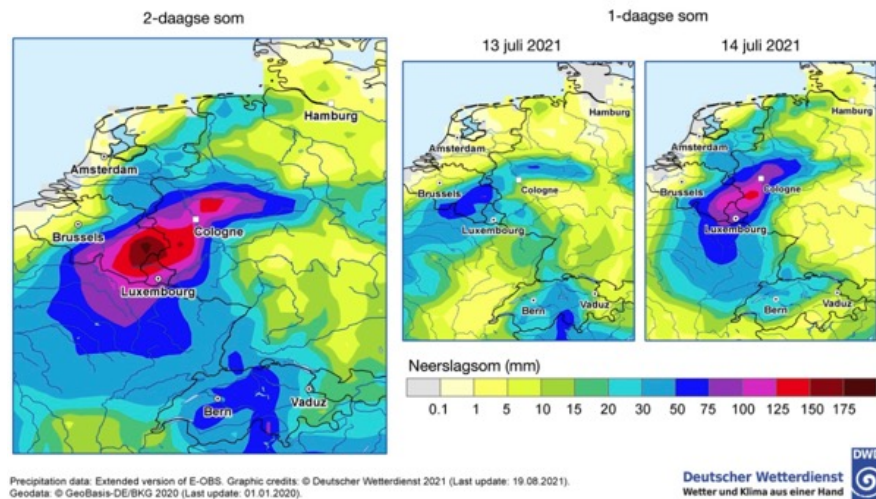 2-daagse som
1-daagse som
13 juli 2021
14 juli 2021
Hamburg
Amsterdam
Brussels
Cologne
Luxembourg
Bern
Vaduz
Hamburg
Amsterdam
Brussels
Cologne
Luxembourg
Bern
Vaduz
Hamburg
Amsterdam
Brussels
Cologne
Luxembourg
Bern
Vaduz
Neerslagsom (mm)
0.1 1 5 10 15 20 30 50 75 100 125 150 175
Precipitation data: Extended version of E-OBS. Graphic credits: © Deutscher Wetterdienst 2021 (Last update: 19.08.2021).
Geodata: © GeoBasis-DE/BKG 2020 (Last update: 01.01.2020).
Deutscher Wetterdienst
Wetter und Klima aus einer Hand
DWD